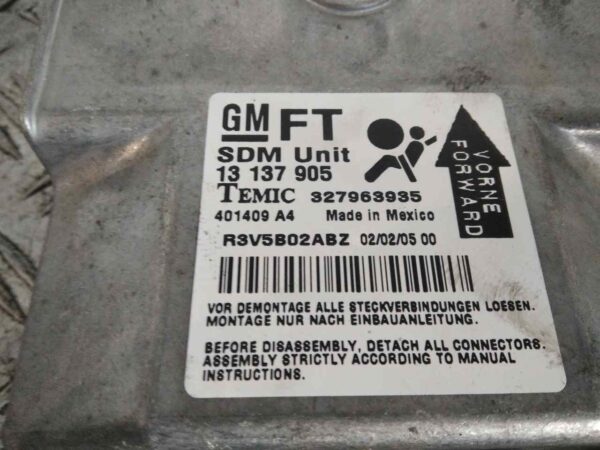 GM FT
SDM Unit
13 137 905
TEMIC 327963935
401409 A4 Made in Mexico
R3V5B02ABZ 02/02/05 00
VORNE
FORWARD
VOR DEMONTAGE ALLE STECKVERBINDUNGEN LOESEN.
MONTAGE NUR NACH EINBAUANLEITUNG.
BEFORE DISASSEMBLY, DETACH ALL CONNECTORS.
ASSEMBLY STRICTLY ACCORDING TO MANUAL
INSTRUCTIONS.